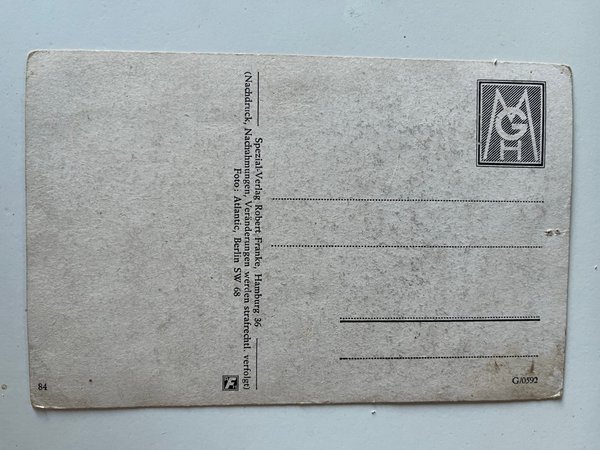 MGH
Spezial-Verlag Robert Franke, Hamburg 36
(Nachdruck, Nachahmungen, Veränderungen werden strafrechtl. verfolgt)
Foto: Atlantic, Berlin SW 68
F
84
G/0592